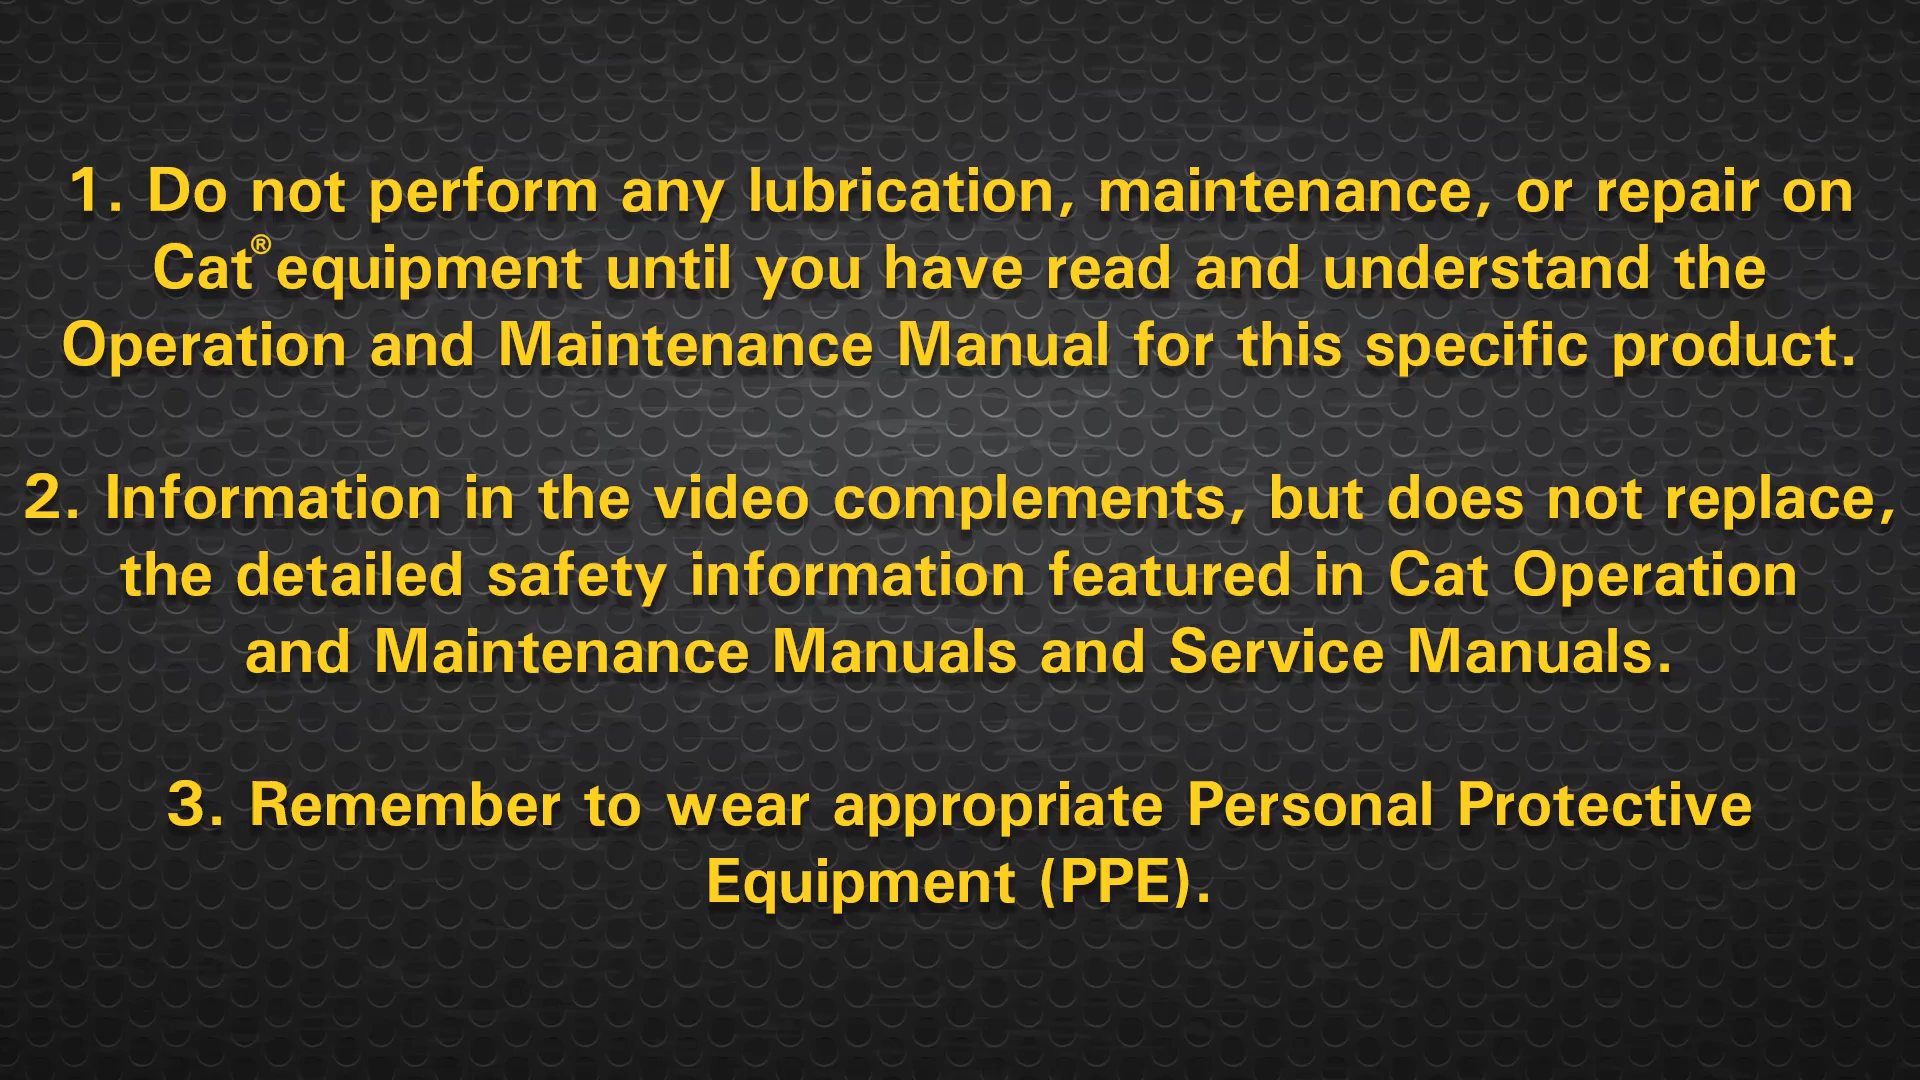 1. Do not perform any lubrication, maintenance, or repair on
Cat® equipment until you have read and understand the
Operation and Maintenance Manual for this specific product.
2. Information in the video complements, but does not replace,
the detailed safety information featured in Cat Operation
and Maintenance Manuals and Service Manuals.
3. Remember to wear appropriate Personal Protective
Equipment (PPE).